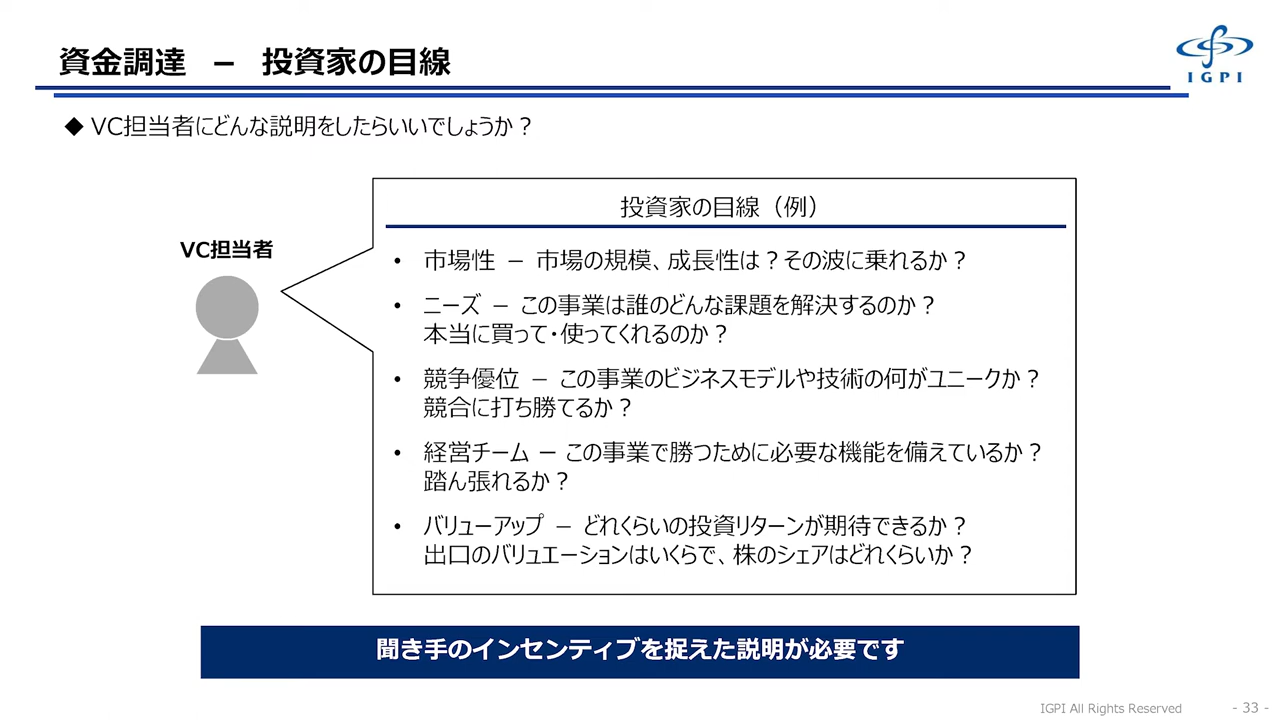 資金調達 － 投資家の目線
IGPI
◆ VC担当者にどんな説明をしたらいいでしょうか？
投資家の目線（例）
VC担当者
• 市場性 － 市場の規模、成長性は？その波に乗れるか？
• ニーズ － この事業は誰のどんな課題を解決するのか？
本当に買って・使ってくれるのか？
• 競争優位 － この事業のビジネスモデルや技術の何がユニークか？
競合に打ち勝てるか？
• 経営チーム － この事業で勝つために必要な機能を備えているか？
踏ん張れるか？
• バリューアップ － どれくらいの投資リターンが期待できるか？
出口のバリュエーションはいくらで、株のシェアはどれくらいか？
聞き手のインセンティブを捉えた説明が必要です
IGPI All Rights Reserved
- 33 -